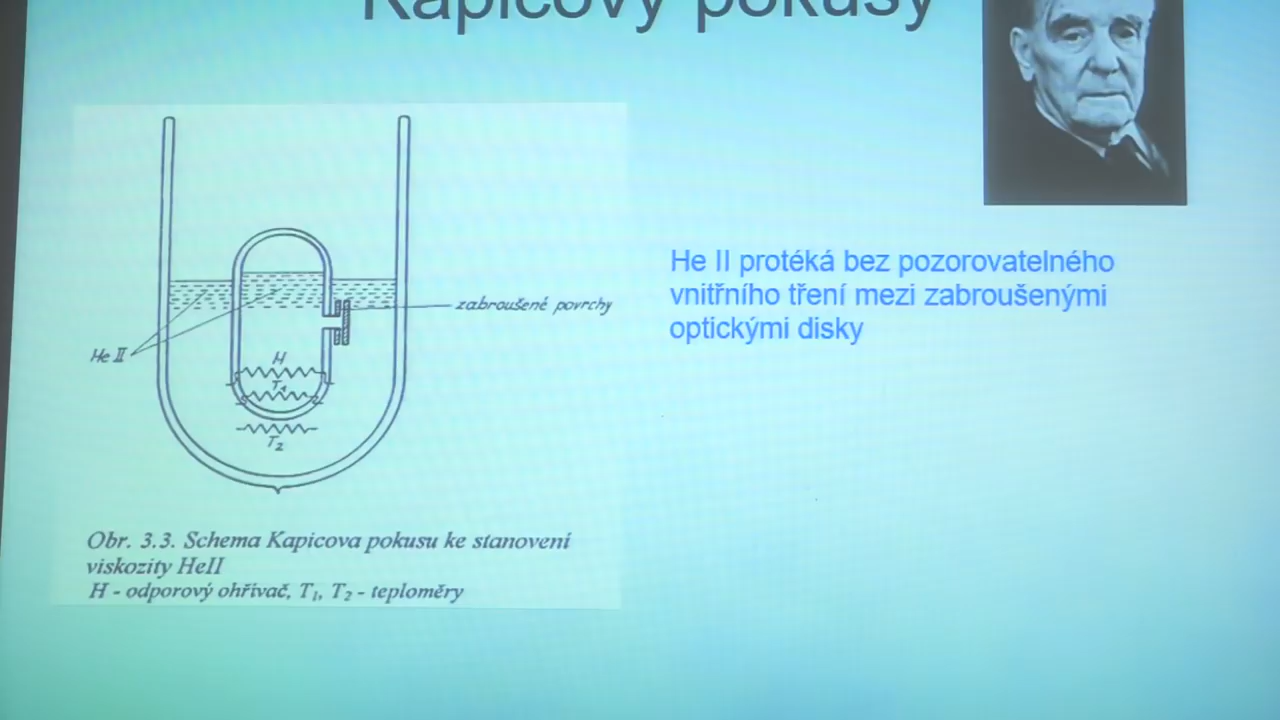 Kapicovy pokusy
He II protéká bez pozorovatelného
vnitřního tření mezi zabroušenými
optickými disky
zabroušené povrchy
He II
H
T₁
T₂
Obr. 3.3. Schema Kapicova pokusu ke stanovení
viskozity HeII
H - odporový ohřívač, T₁, T₂ - teploměry